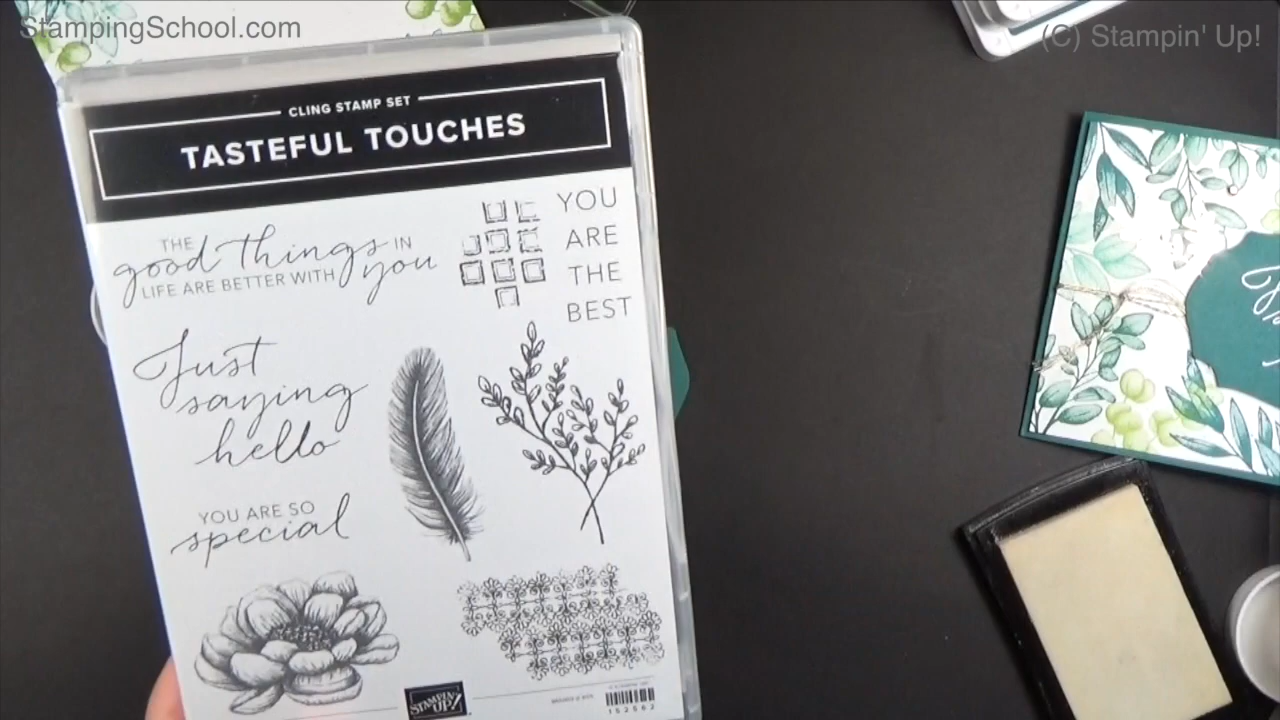 StampingSchool.com
(C) Stampin' Up!
CLING STAMP SET
TASTEFUL TOUCHES
THE good things IN
LIFE ARE BETTER WITH you
YOU
ARE
THE
BEST
Just
saying
hello
YOU ARE SO
special
STAMPIN' UP!
152562